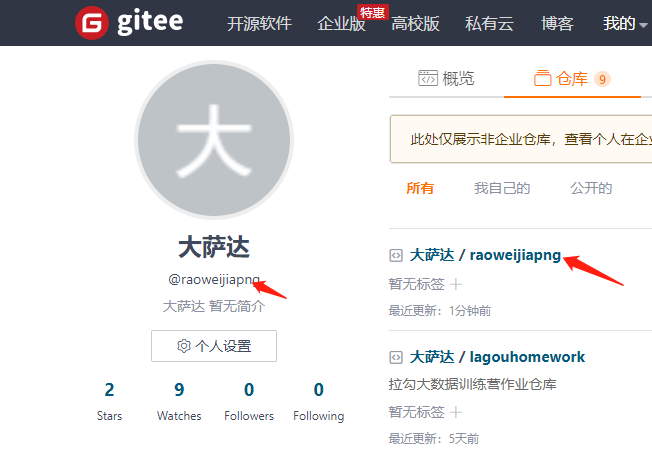 gitee 开源软件 企业版 特惠 高校版 私有云 博客 我的
大
大萨达
@raoweijiapng
大萨达 暂无简介
个人设置
2 9 0 0
Stars Watches Followers Following
概览 仓库 9
此处仅展示非企业仓库，查看个人在企业
所有 我自己的 公开的
大萨达 / raoweijiapng
暂无标签 +
最近更新：1分钟前
大萨达 / lagouhomework
拉勾大数据训练营作业仓库
暂无标签 +
最近更新：5天前